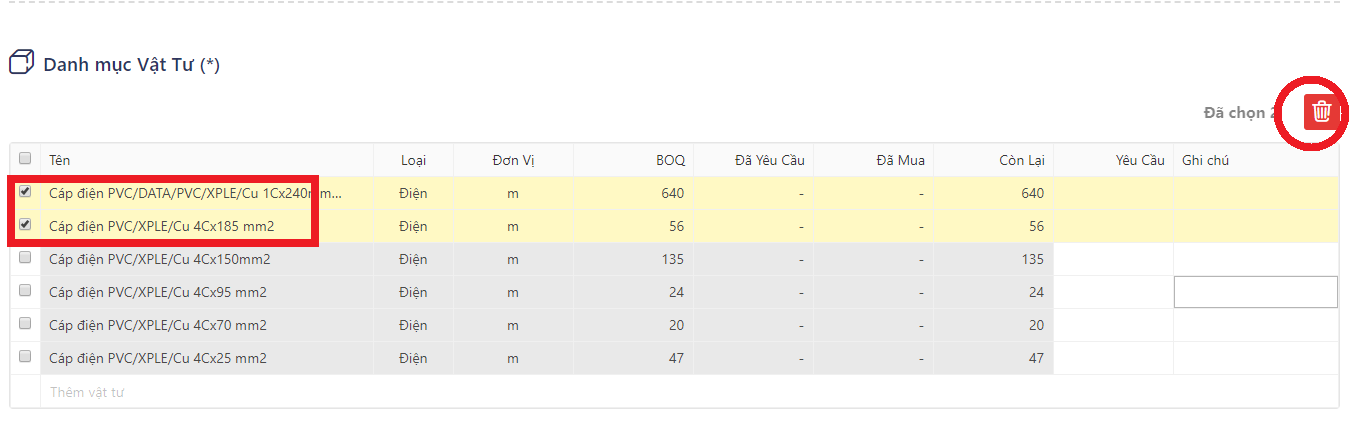 Danh mục Vật Tư (*)
Đã chọn 2
Tên Loại Đơn Vị BOQ Đã Yêu Cầu Đã Mua Còn Lại Yêu Cầu Ghi chú
Cáp điện PVC/DATA/PVC/XPLE/Cu 1Cx240mm... Điện m 640 - - 640
Cáp điện PVC/XPLE/Cu 4Cx185 mm2 Điện m 56 - - 56
Cáp điện PVC/XPLE/Cu 4Cx150mm2 Điện m 135 - - 135
Cáp điện PVC/XPLE/Cu 4Cx95 mm2 Điện m 24 - - 24
Cáp điện PVC/XPLE/Cu 4Cx70 mm2 Điện m 20 - - 20
Cáp điện PVC/XPLE/Cu 4Cx25 mm2 Điện m 47 - - 47
Thêm vật tư